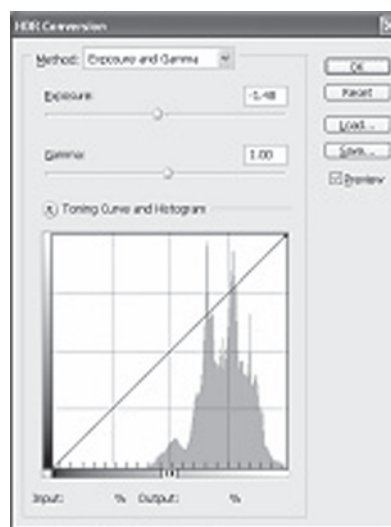 HDR Conversion
Method: Exposure and Gamma
OK
Reset
Load...
Save...
Preview
Exposure: -1.48
Gamma: 1.00
Toning Curve and Histogram
Input: % Output: %